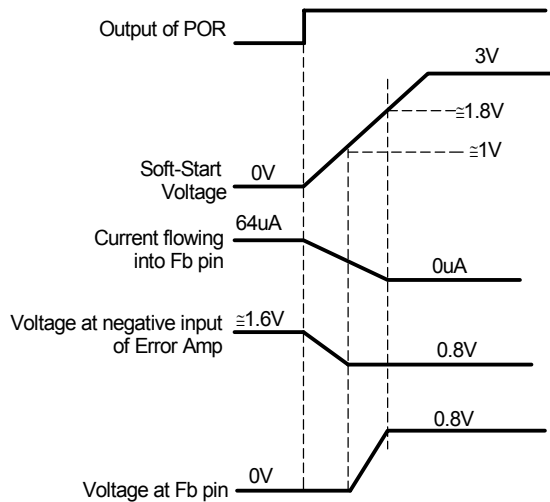 Output of POR
3V
≅1.8V
≅1V
Soft-Start
Voltage
0V
64uA
Current flowing
into Fb pin
0uA
Voltage at negative input
of Error Amp
≅1.6V
0.8V
0.8V
Voltage at Fb pin
0V